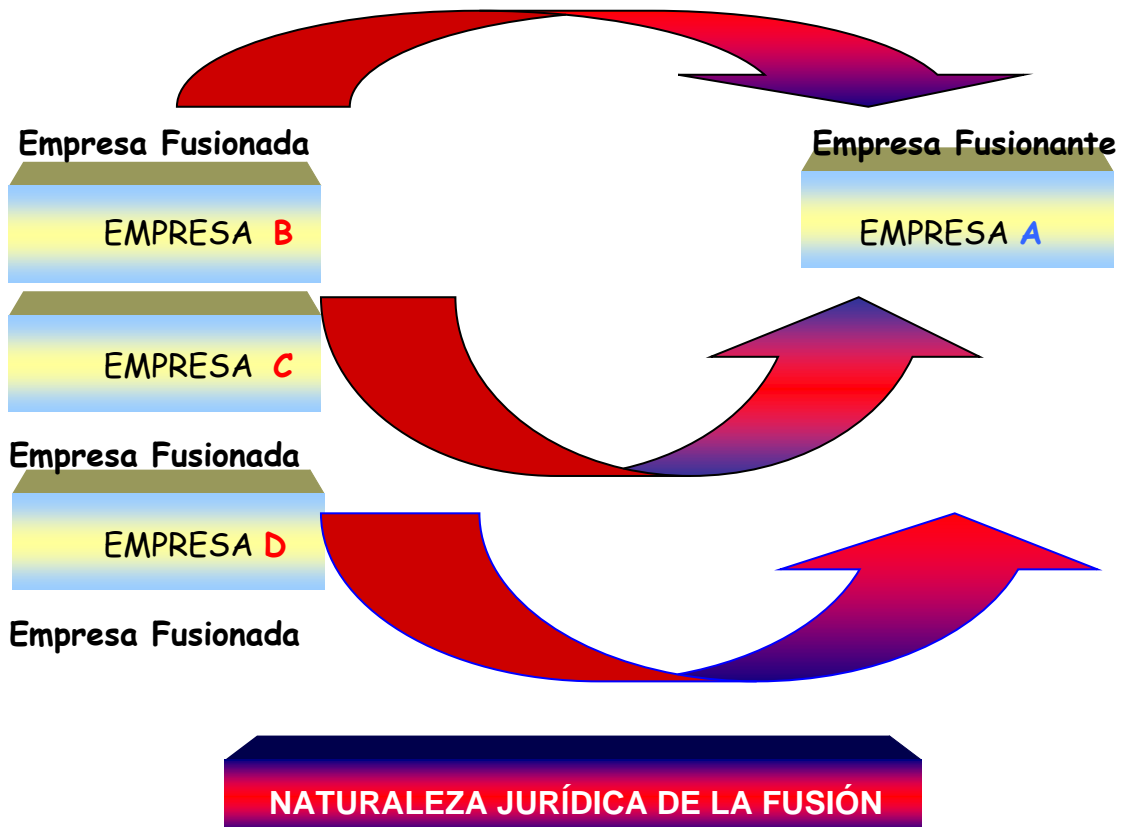 Empresa Fusionada
Empresa Fusionante
EMPRESA B
EMPRESA A
EMPRESA C
Empresa Fusionada
EMPRESA D
Empresa Fusionada
NATURALEZA JURÍDICA DE LA FUSIÓN